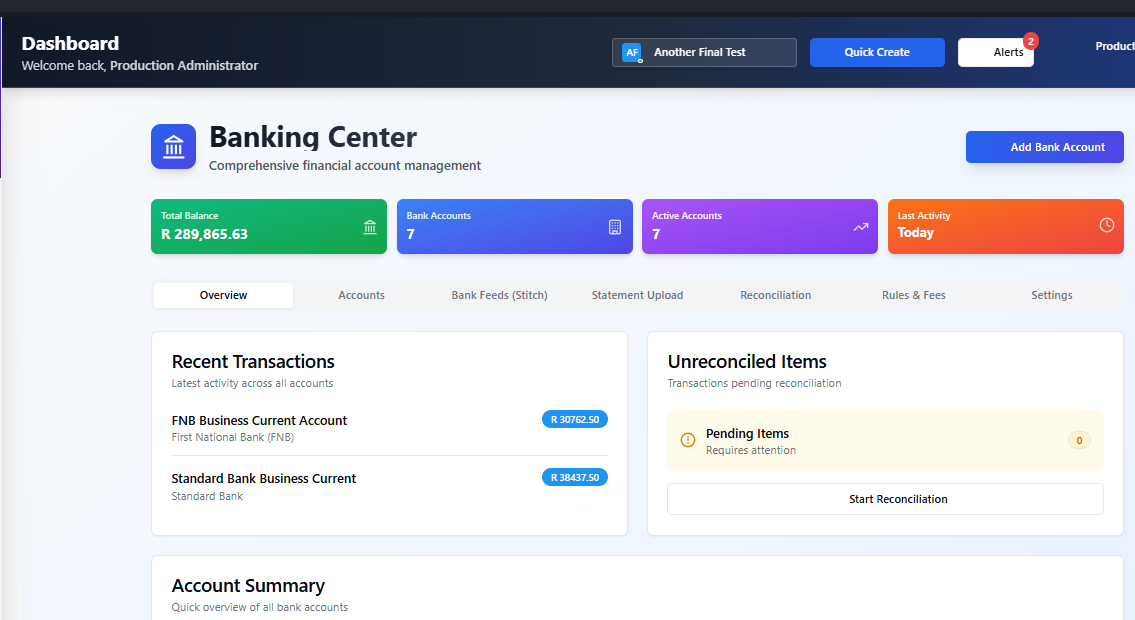 Dashboard
Welcome back, Production Administrator
AF
Another Final Test
Quick Create
Alerts
2
Product
Banking Center
Comprehensive financial account management
Add Bank Account
Total Balance
R 289,865.63
Bank Accounts
7
Active Accounts
7
Last Activity
Today
Overview
Accounts
Bank Feeds (Stitch)
Statement Upload
Reconciliation
Rules & Fees
Settings
Recent Transactions
Latest activity across all accounts
FNB Business Current Account
R 30762.50
First National Bank (FNB)
Standard Bank Business Current
R 38437.50
Standard Bank
Unreconciled Items
Transactions pending reconciliation
Pending Items
Requires attention
0
Start Reconciliation
Account Summary
Quick overview of all bank accounts